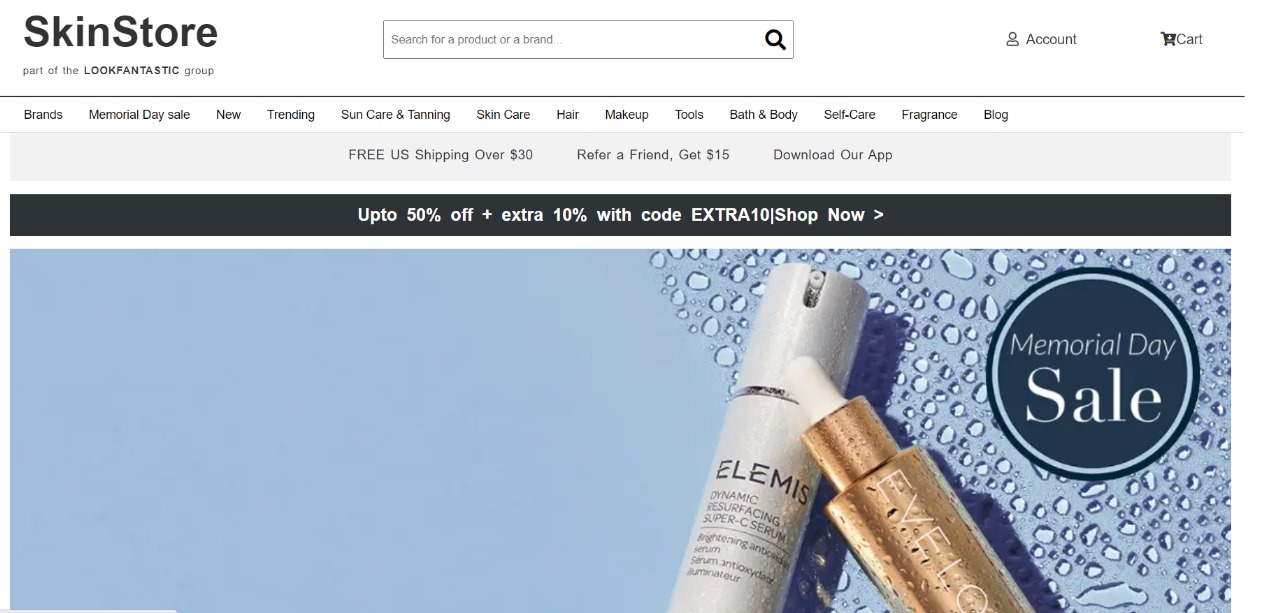 SkinStore
part of the LOOKFANTASTIC group
Search for a product or a brand...
Account
Cart
Brands Memorial Day sale New Trending Sun Care & Tanning Skin Care Hair Makeup Tools Bath & Body Self-Care Fragrance Blog
FREE US Shipping Over $30 Refer a Friend, Get $15 Download Our App
Upto 50% off + extra 10% with code EXTRA10|Shop Now >
Memorial Day
Sale
ELEMIS
DYNAMIC
RESURFACING
SUPER-C SERUM
Brightening antioxidant
serum
Sérum antioxydant
illuminateur
EVE LO